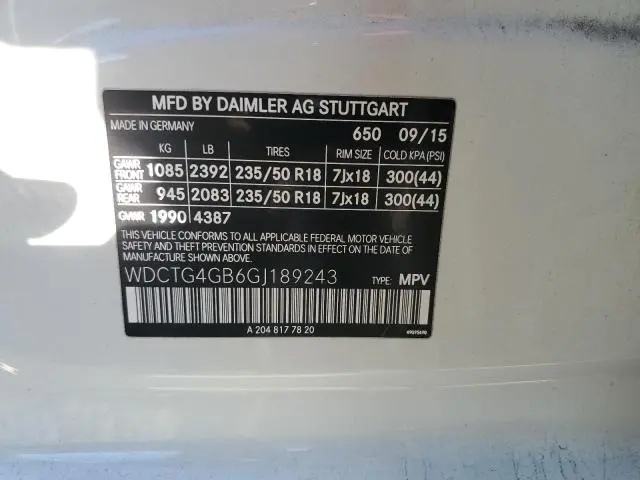 MFD BY DAIMLER AG STUTTGART
MADE IN GERMANY 650 09/15
KG LB TIRES RIM SIZE COLD KPA (PSI)
GAWR FRONT 1085 2392 235/50 R18 7Jx18 300(44)
GAWR REAR 945 2083 235/50 R18 7Jx18 300(44)
GVWR 1990 4387
THIS VEHICLE CONFORMS TO ALL APPLICABLE FEDERAL MOTOR VEHICLE
SAFETY AND THEFT PREVENTION STANDARDS IN EFFECT ON THE
DATE OF MANUFACTURE SHOWN ABOVE.
WDCTG4GB6GJ189243 TYPE: MPV
A 204 817 78 20